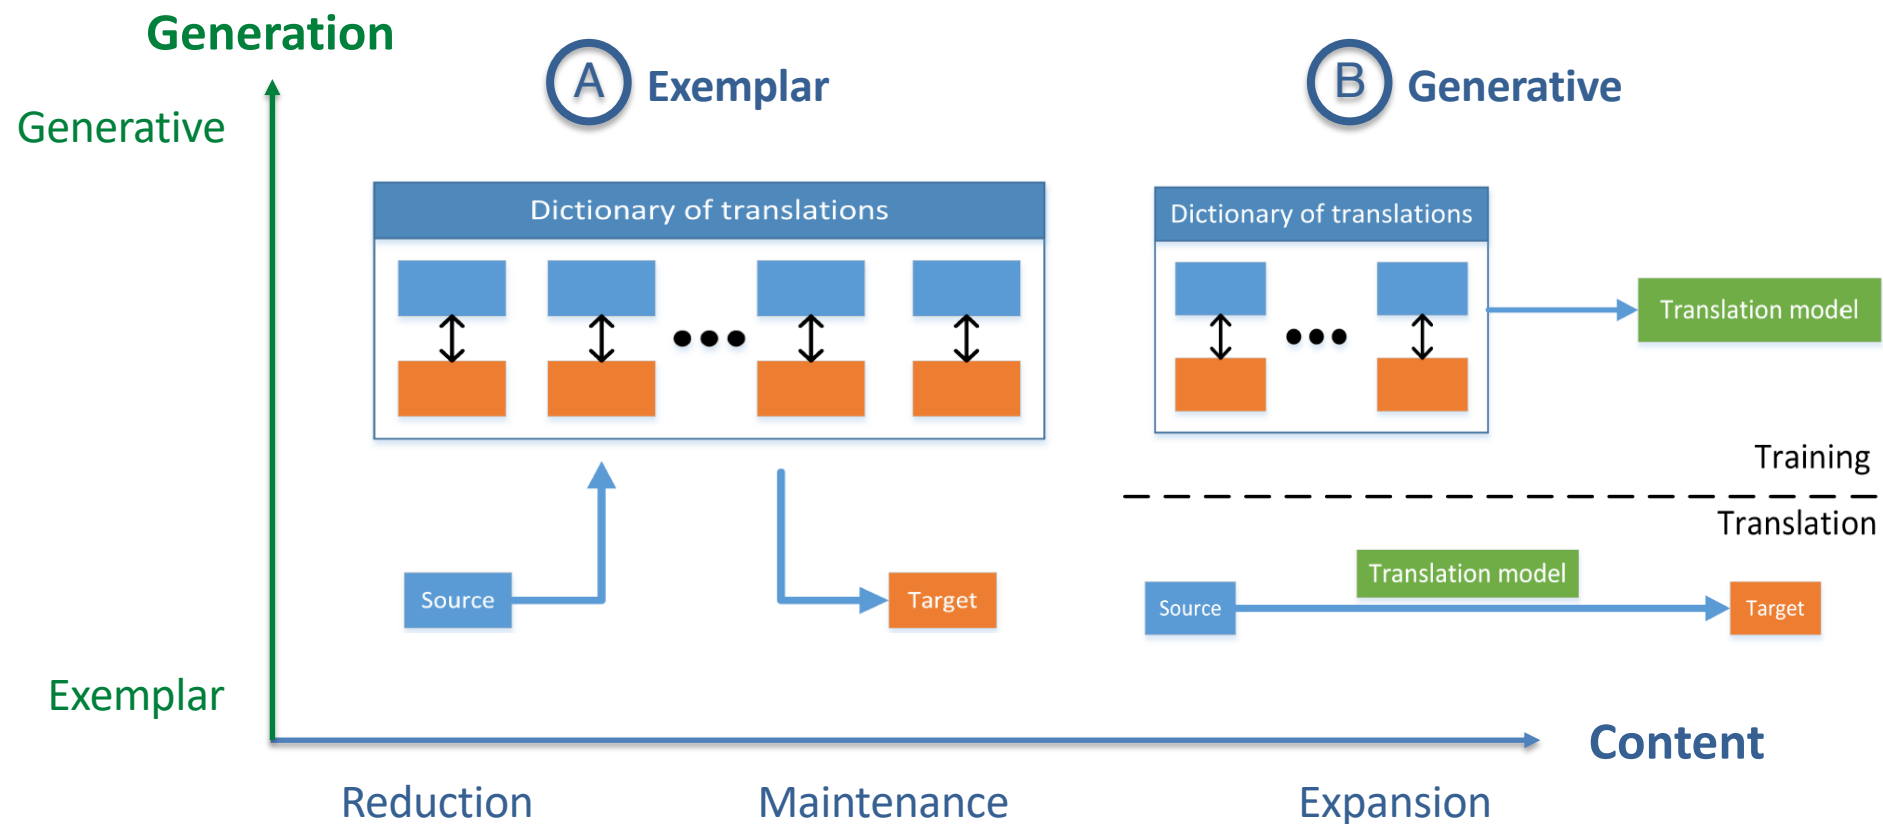 Generation
Generative
A Exemplar
B Generative
Dictionary of translations
Dictionary of translations
Translation model
Training
Translation
Translation model
Source
Target
Source
Target
Exemplar
Content
Reduction
Maintenance
Expansion